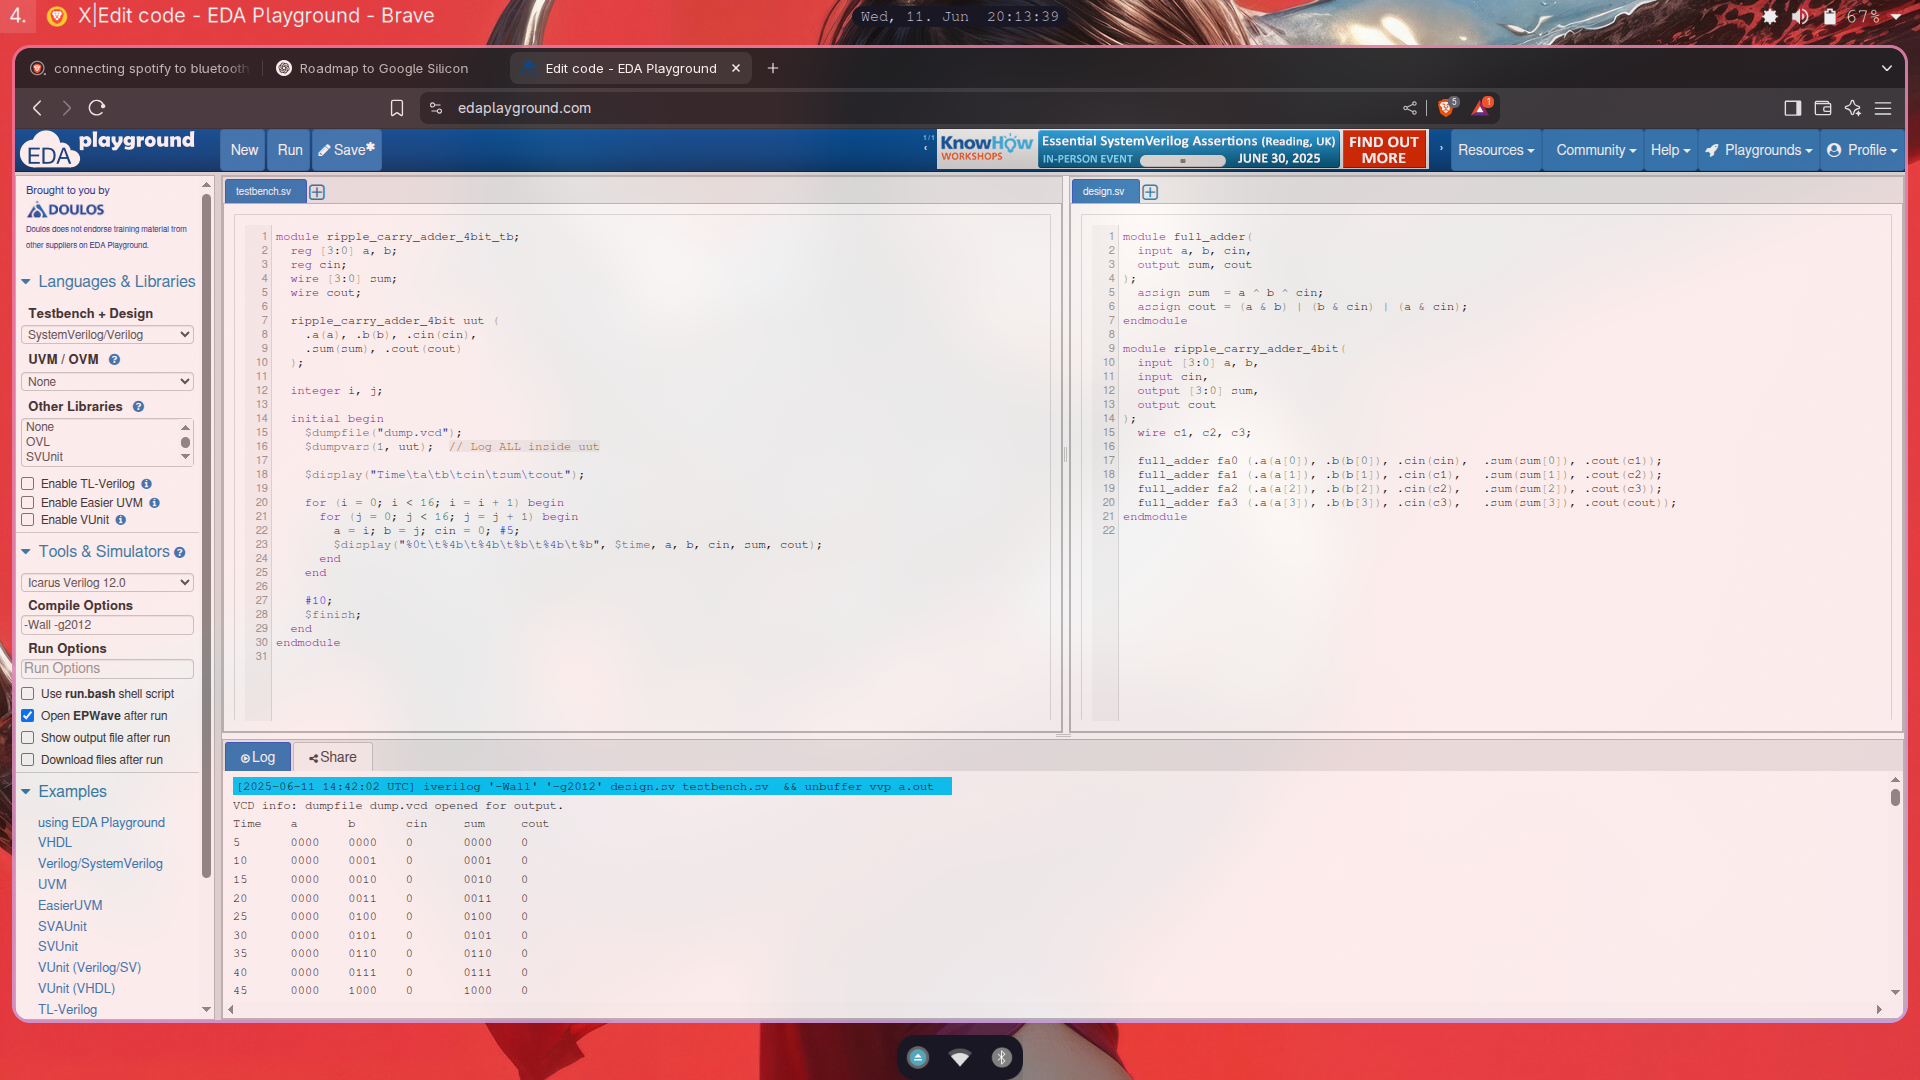 4. X|Edit code - EDA Playground - Brave
Wed, 11. Jun 20:13:39
67%
connecting spotify to bluetooth
Roadmap to Google Silicon
Edit code - EDA Playground
edaplayground.com
5
1
EDA playground
New
Run
Save*
1/1
KnowHow WORKSHOPS
Essential SystemVerilog Assertions (Reading, UK)
IN-PERSON EVENT
JUNE 30, 2025
FIND OUT MORE
Resources
Community
Help
Playgrounds
Profile
Brought to you by
DOULOS
Doulos does not endorse training material from
other suppliers on EDA Playground.
Languages & Libraries
Testbench + Design
SystemVerilog/Verilog
UVM / OVM
None
Other Libraries
None
OVL
SVUnit
Enable TL-Verilog
Enable Easier UVM
Enable VUnit
Tools & Simulators
Icarus Verilog 12.0
Compile Options
-Wall -g2012
Run Options
Run Options
Use run.bash shell script
Open EPWave after run
Show output file after run
Download files after run
Examples
using EDA Playground
VHDL
Verilog/SystemVerilog
UVM
EasierUVM
SVAUnit
SVUnit
VUnit (Verilog/SV)
VUnit (VHDL)
TL-Verilog
testbench.sv
1 module ripple_carry_adder_4bit_tb;
2   reg [3:0] a, b;
3   reg cin;
4   wire [3:0] sum;
5   wire cout;
6
7   ripple_carry_adder_4bit uut (
8     .a(a), .b(b), .cin(cin),
9     .sum(sum), .cout(cout)
10   );
11
12   integer i, j;
13
14   initial begin
15     $dumpfile("dump.vcd");
16     $dumpvars(1, uut);  // Log ALL inside uut
17
18     $display("Time\ta\tb\tcin\tsum\tcout");
19
20     for (i = 0; i < 16; i = i + 1) begin
21       for (j = 0; j < 16; j = j + 1) begin
22         a = i; b = j; cin = 0; #5;
23         $display("%0t\t%4b\t%4b\t%b\t%4b\t%b", $time, a, b, cin, sum, cout);
24       end
25     end
26
27     #10;
28     $finish;
29   end
30 endmodule
31
design.sv
1 module full_adder(
2   input a, b, cin,
3   output sum, cout
4 );
5   assign sum  = a ^ b ^ cin;
6   assign cout = (a & b) | (b & cin) | (a & cin);
7 endmodule
8
9 module ripple_carry_adder_4bit(
10   input [3:0] a, b,
11   input cin,
12   output [3:0] sum,
13   output cout
14 );
15   wire c1, c2, c3;
16
17   full_adder fa0 (.a(a[0]), .b(b[0]), .cin(cin),  .sum(sum[0]), .cout(c1));
18   full_adder fa1 (.a(a[1]), .b(b[1]), .cin(c1),   .sum(sum[1]), .cout(c2));
19   full_adder fa2 (.a(a[2]), .b(b[2]), .cin(c2),   .sum(sum[2]), .cout(c3));
20   full_adder fa3 (.a(a[3]), .b(b[3]), .cin(c3),   .sum(sum[3]), .cout(cout));
21 endmodule
22
Log
Share
[2025-06-11 14:42:02 UTC] iverilog '-Wall' '-g2012' design.sv testbench.sv  && unbuffer vvp a.out
VCD info: dumpfile dump.vcd opened for output.
Time a b cin sum cout
5 0000 0000 0 0000 0
10 0000 0001 0 0001 0
15 0000 0010 0 0010 0
20 0000 0011 0 0011 0
25 0000 0100 0 0100 0
30 0000 0101 0 0101 0
35 0000 0110 0 0110 0
40 0000 0111 0 0111 0
45 0000 1000 0 1000 0